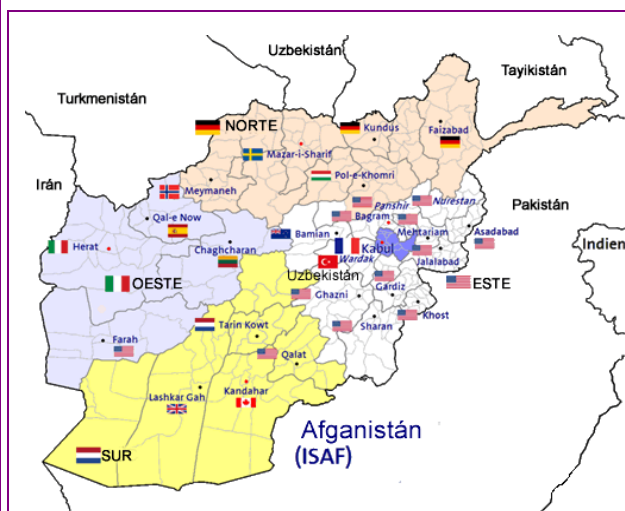 Uzbekistán
Tayikistán
Turkmenistán
NORTE
Kundus
Faizabad
Mazar-i-Sharif
Pol-e-Khomri
Irán
Meymaneh
Panshir
Nurestan
Pakistán
Qal-e Now
Bagram
Bamian
Mehtarlam
Asadabad
Herat
Chaghcharan
Kabul
Indien
Wardak
Jalalabad
Uzbekistán
OESTE
Gardiz
ESTE
Ghazni
Khost
Tarin Kowt
Sharan
Farah
Qalat
Lashkar Gah
Kandahar
Afganistán
(ISAF)
SUR